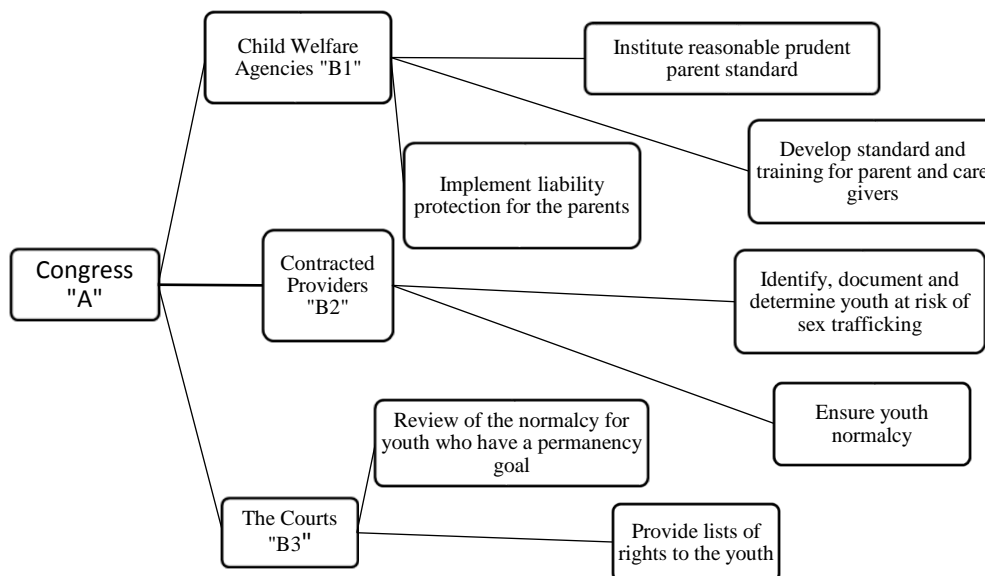 Child Welfare
Agencies "B1"
Institute reasonable prudent
parent standard
Develop standard and
training for parent and care
givers
Implement liability
protection for the parents
Congress
"A"
Contracted
Providers
"B2"
Identify, document and
determine youth at risk of
sex trafficking
Ensure youth
normalcy
Review of the normalcy for
youth who have a permanency
goal
The Courts
"B3"
Provide lists of
rights to the youth